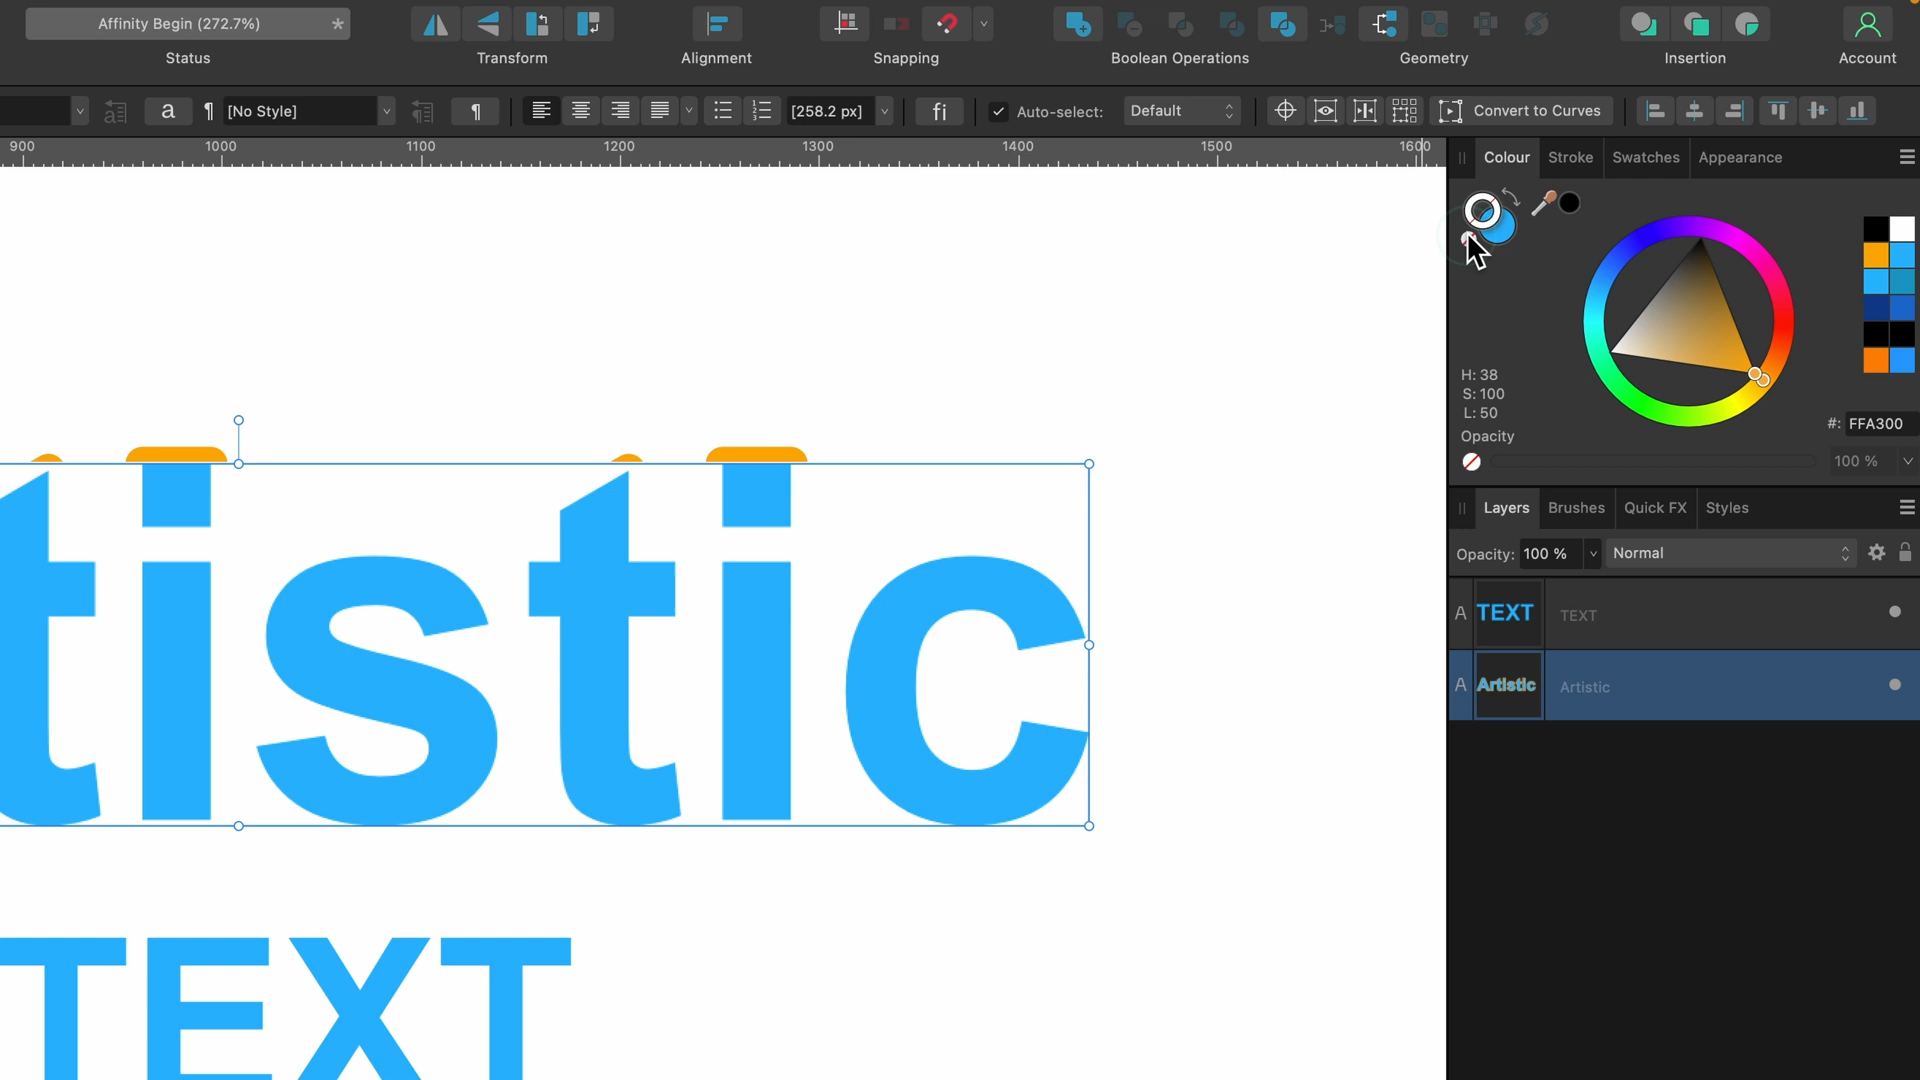 Affinity Begin (272.7%) *
Status
Transform
Alignment
Snapping
Boolean Operations
Geometry
Insertion
Account
a
¶ [No Style]
¶
[258.2 px]
fi
Auto-select:
Default
Convert to Curves
900 1000 1100 1200 1300 1400 1500 1600
Colour Stroke Swatches Appearance
H: 38
S: 100
L: 50
#: FFA300
Opacity
100 %
Layers Brushes Quick FX Styles
Opacity: 100 % Normal
A TEXT TEXT
A Artistic Artistic
tistic
TEXT